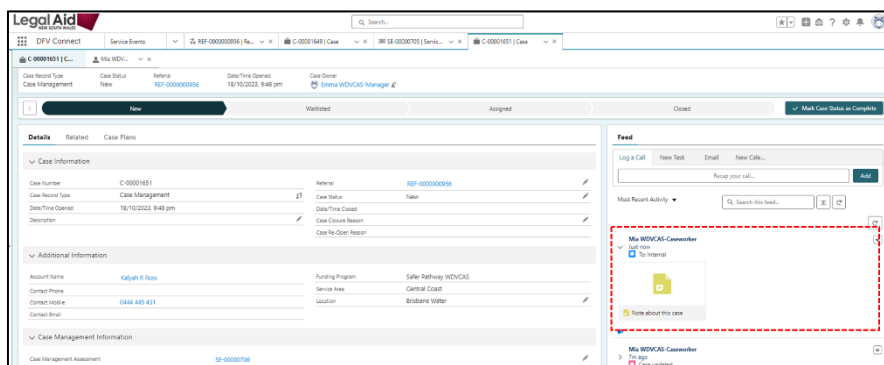 Legal Aid
NEW SOUTH WALES
Search...
DFV Connect
Service Events
REF-0000000956 | Re...
C-00001649 | Case
SE-00000705 | Servic...
C-00001651 | Case
C-00001651 | C...
Mia WDV...
Case Record Type
Case Management
Case Status
New
Referral
REF-0000000956
Date/Time Opened
18/10/2023, 9:48 pm
Case Owner
Emma WDVCAS-Manager
New
Waitlisted
Assigned
Closed
Mark Case Status as Complete
Details
Related
Case Plans
Case Information
Case Number
C-00001651
Referral
REF-0000000956
Case Record Type
Case Management
Case Status
New
Date/Time Opened
18/10/2023, 9:48 pm
Date/Time Closed
Description
Case Closure Reason
Case Re-Open Reason
Additional Information
Account Name
Kalyah R Ross
Funding Program
Safer Pathway WDVCAS
Contact Phone
Service Area
Central Coast
Contact Mobile
0444 445 431
Location
Brisbane Water
Contact Email
Case Management Information
Case Management Assessment
SE-00000706
Feed
Log a Call
New Task
Email
New Cale...
Recap your call...
Add
Most Recent Activity
Search this feed...
Mia WDVCAS-Caseworker
Just now
To: Internal
Note about this case
Mia WDVCAS-Caseworker
7m ago
Case updated